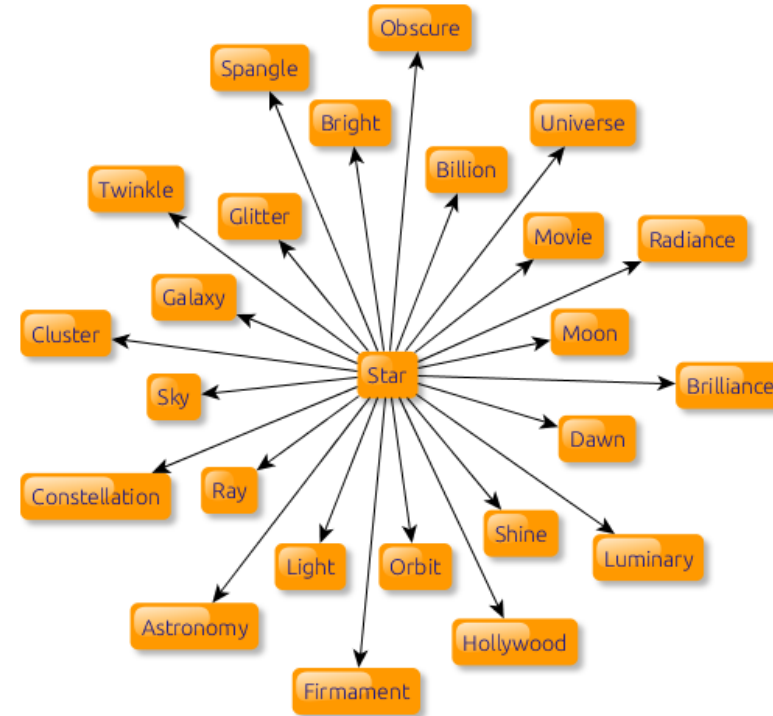 Obscure
Spangle
Bright
Universe
Billion
Twinkle
Glitter
Movie
Radiance
Galaxy
Cluster
Moon
Star
Sky
Brilliance
Dawn
Constellation
Ray
Shine
Light
Orbit
Luminary
Astronomy
Hollywood
Firmament